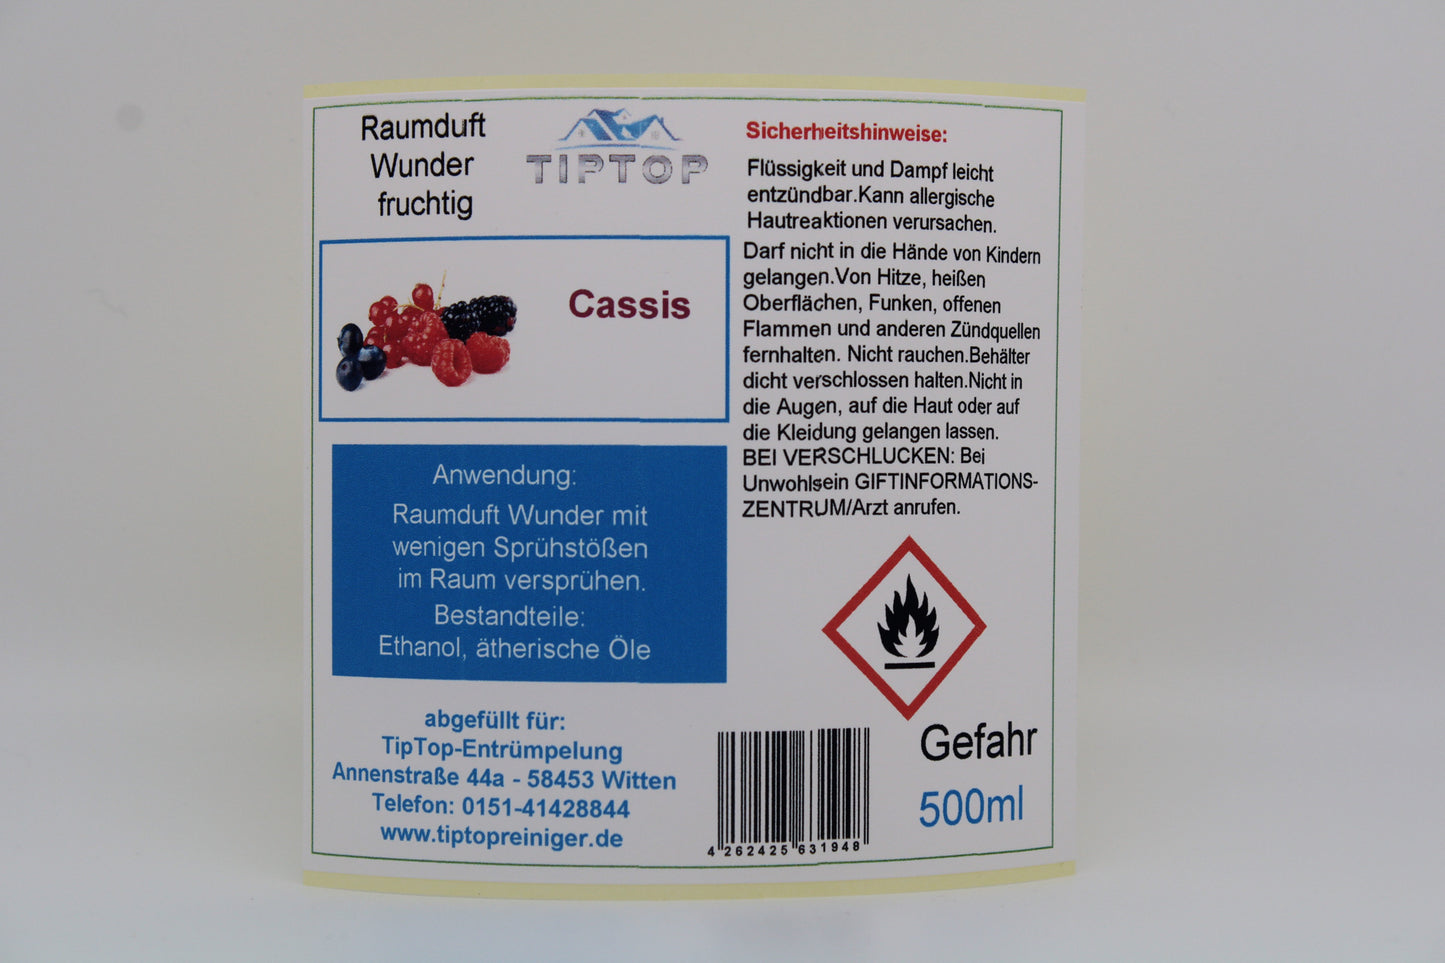 Raumduft
Wunder
fruchtig
TIPTOP
Cassis
Anwendung:
Raumduft Wunder mit
wenigen Sprühstößen
im Raum versprühen.
Bestandteile:
Ethanol, ätherische Öle
abgefüllt für:
TipTop-Entrümpelung
Annenstraße 44a - 58453 Witten
Telefon: 0151-41428844
www.tiptopreiniger.de
Sicherheitshinweise:
Flüssigkeit und Dampf leicht
entzündbar.Kann allergische
Hautreaktionen verursachen.
Darf nicht in die Hände von Kindern
gelangen.Von Hitze, heißen
Oberflächen, Funken, offenen
Flammen und anderen Zündquellen
fernhalten. Nicht rauchen.Behälter
dicht verschlossen halten.Nicht in
die Augen, auf die Haut oder auf
die Kleidung gelangen lassen.
BEI VERSCHLUCKEN: Bei
Unwohlsein GIFTINFORMATIONS-
ZENTRUM/Arzt anrufen.
Gefahr
500ml
4 262425 631948